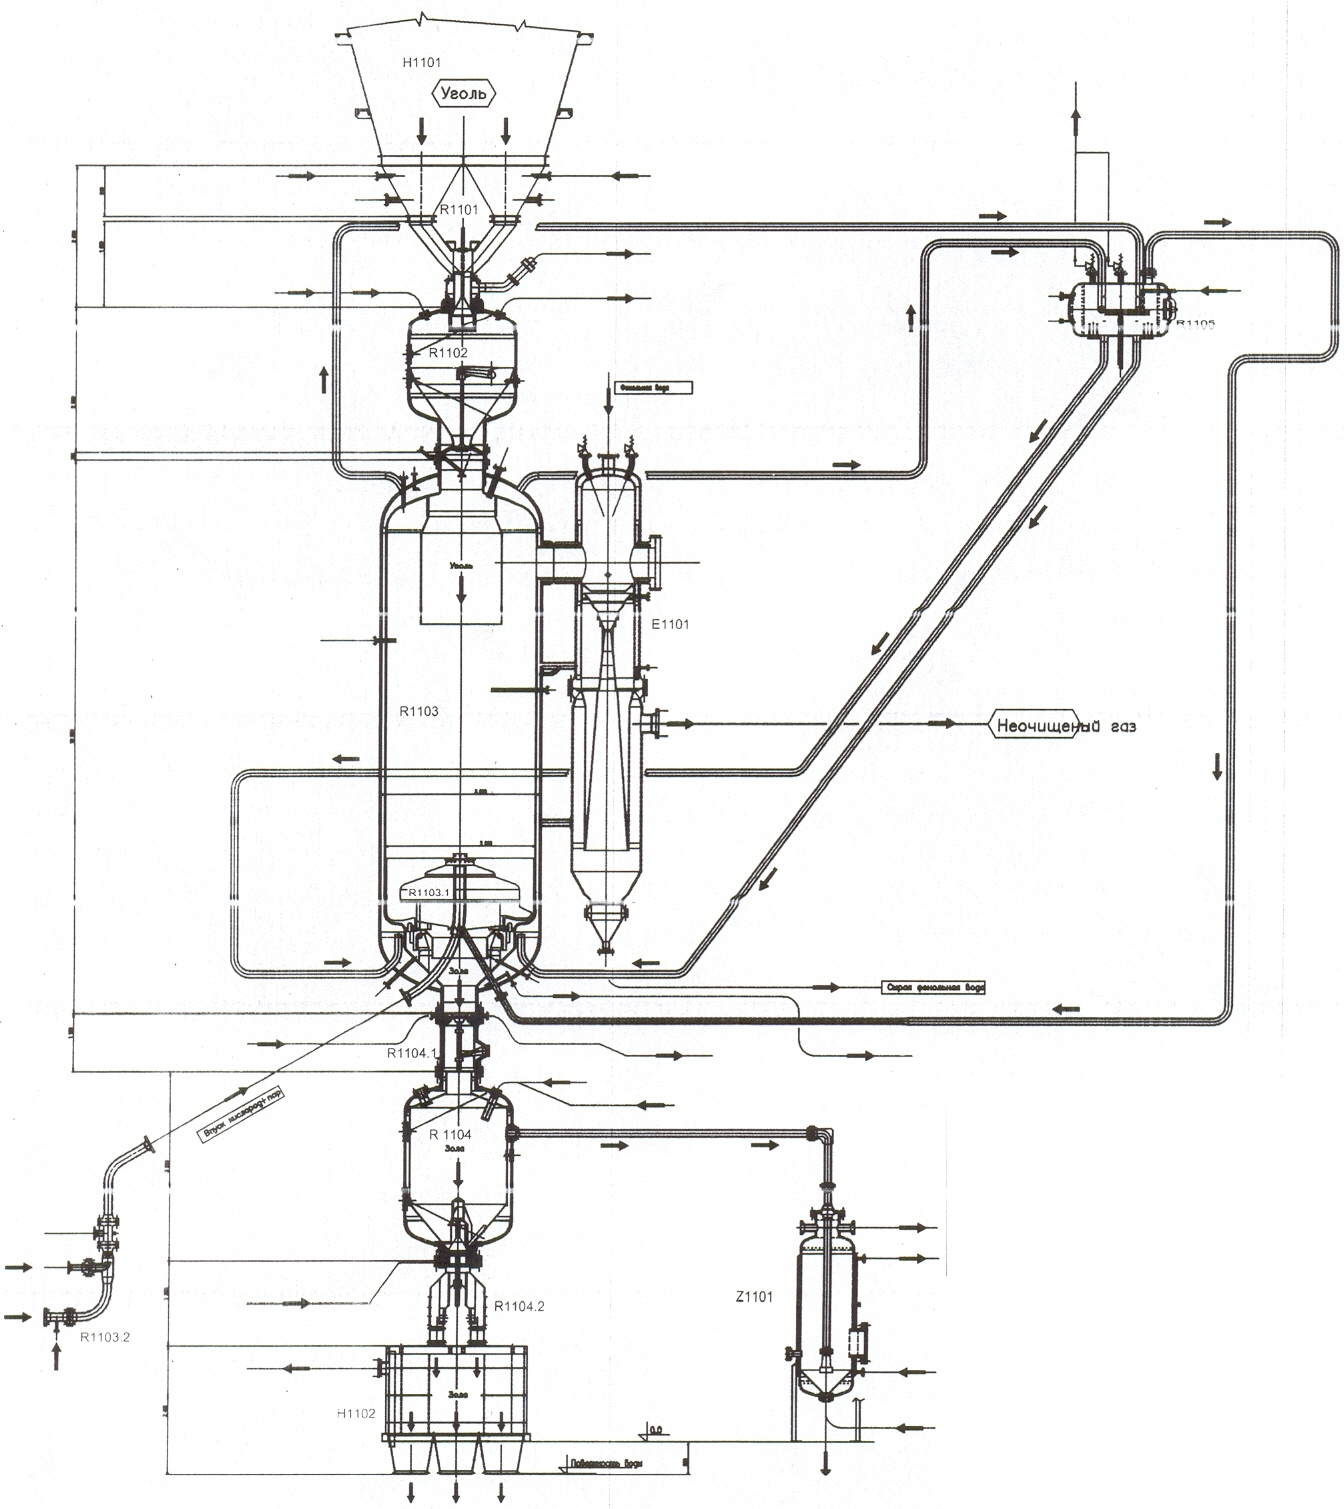 H1101
Уголь
R1101
R1105
R1102
Фенольная вода
Уголь
E1101
R1103
Неочищеный газ
R1103.1
Зола
Сырая фенольная вода
R1104.1
Впуск кислород+пар
R 1104
Зола
Z1101
R1104.2
R1103.2
Зола
H1102
0.0
Поверхность воды